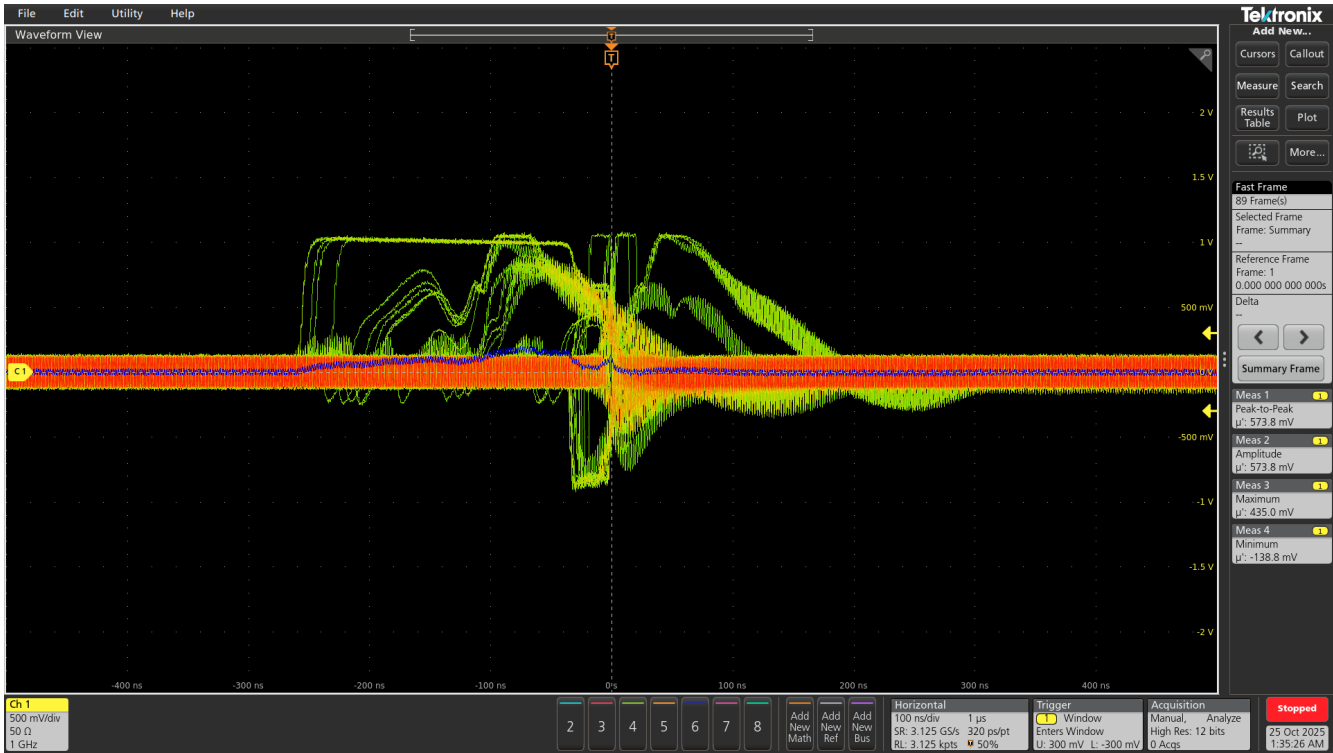 File Edit Utility Help
Tektronix
Waveform View
Add New...
T
T
Cursors Callout
Measure Search
Results Table Plot
More...
2 V
1.5 V
1 V
500 mV
0 V
-500 mV
-1 V
-1.5 V
-2 V
C1
-400 ns -300 ns -200 ns -100 ns 0 s 100 ns 200 ns 300 ns 400 ns
Fast Frame
89 Frame(s)
Selected Frame
Frame: Summary
--
Reference Frame
Frame: 1
0.000 000 000 000s
Delta
--
Summary Frame
Meas 1 1
Peak-to-Peak
µ': 573.8 mV
Meas 2 1
Amplitude
µ': 573.8 mV
Meas 3 1
Maximum
µ': 435.0 mV
Meas 4 1
Minimum
µ': -138.8 mV
Ch 1
500 mV/div
50 Ω
1 GHz
2 3 4 5 6 7 8
Add New Math
Add New Ref
Add New Bus
Horizontal
100 ns/div 1 µs
SR: 3.125 GS/s 320 ps/pt
RL: 3.125 kpts 50%
Trigger
1 Window
Enters Window
U: 300 mV L: -300 mV
Acquisition
Manual, Analyze
High Res: 12 bits
0 Acqs
Stopped
25 Oct 2025
1:35:26 AM